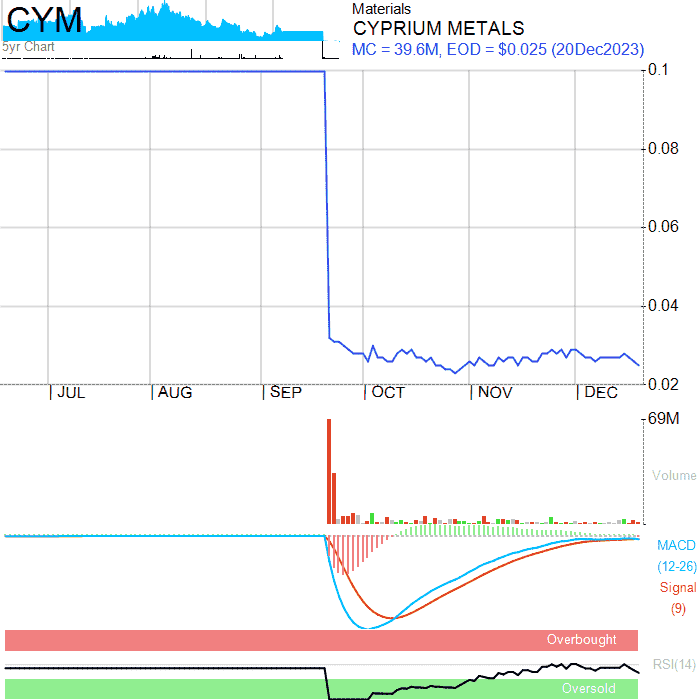 CYM
5yr Chart
Materials
CYPRIUM METALS
MC = 39.6M, EOD = $0.025 (20Dec2023)
0.1
0.08
0.06
0.04
0.02
JUL AUG SEP OCT NOV DEC
69M
Volume
MACD
(12-26)
Signal
(9)
Overbought
RSI(14)
Oversold